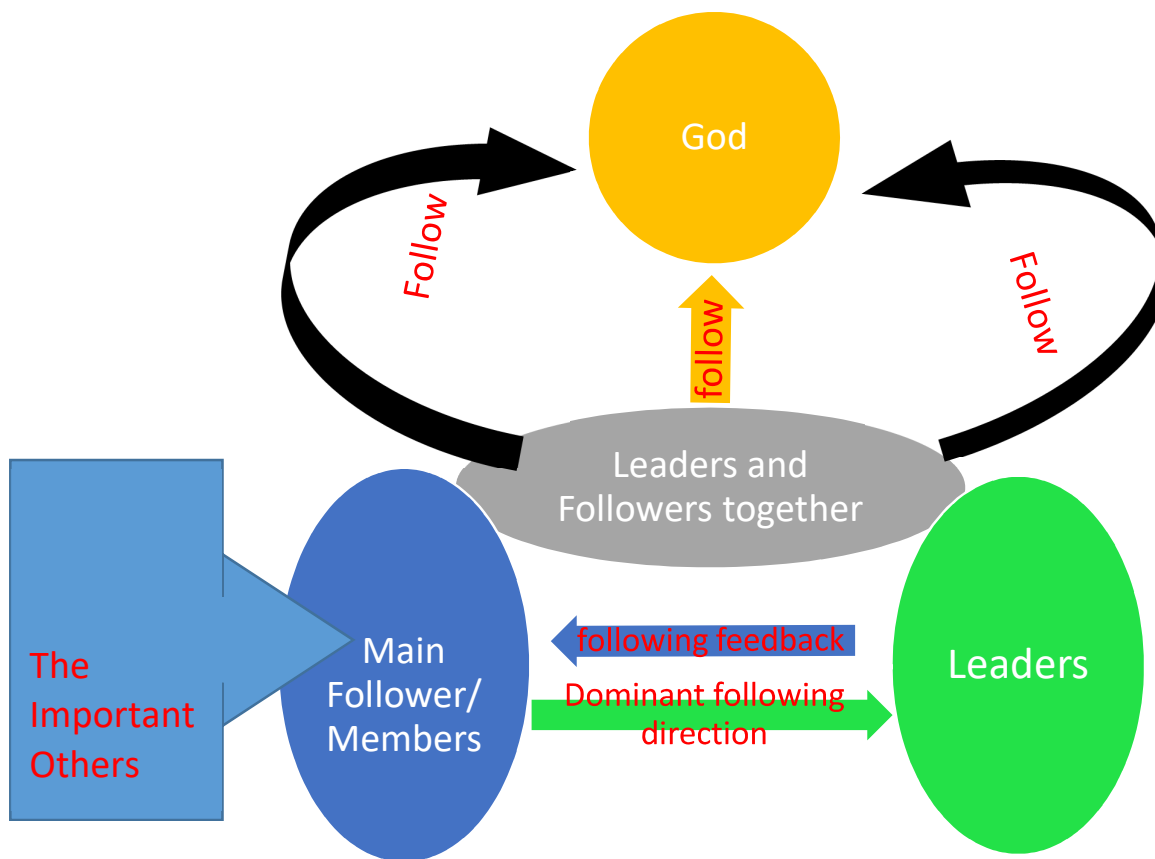 God
Follow
Follow
follow
Leaders and
Followers together
The
Important
Others
Main
Follower/
Members
following feedback
Dominant following
direction
Leaders